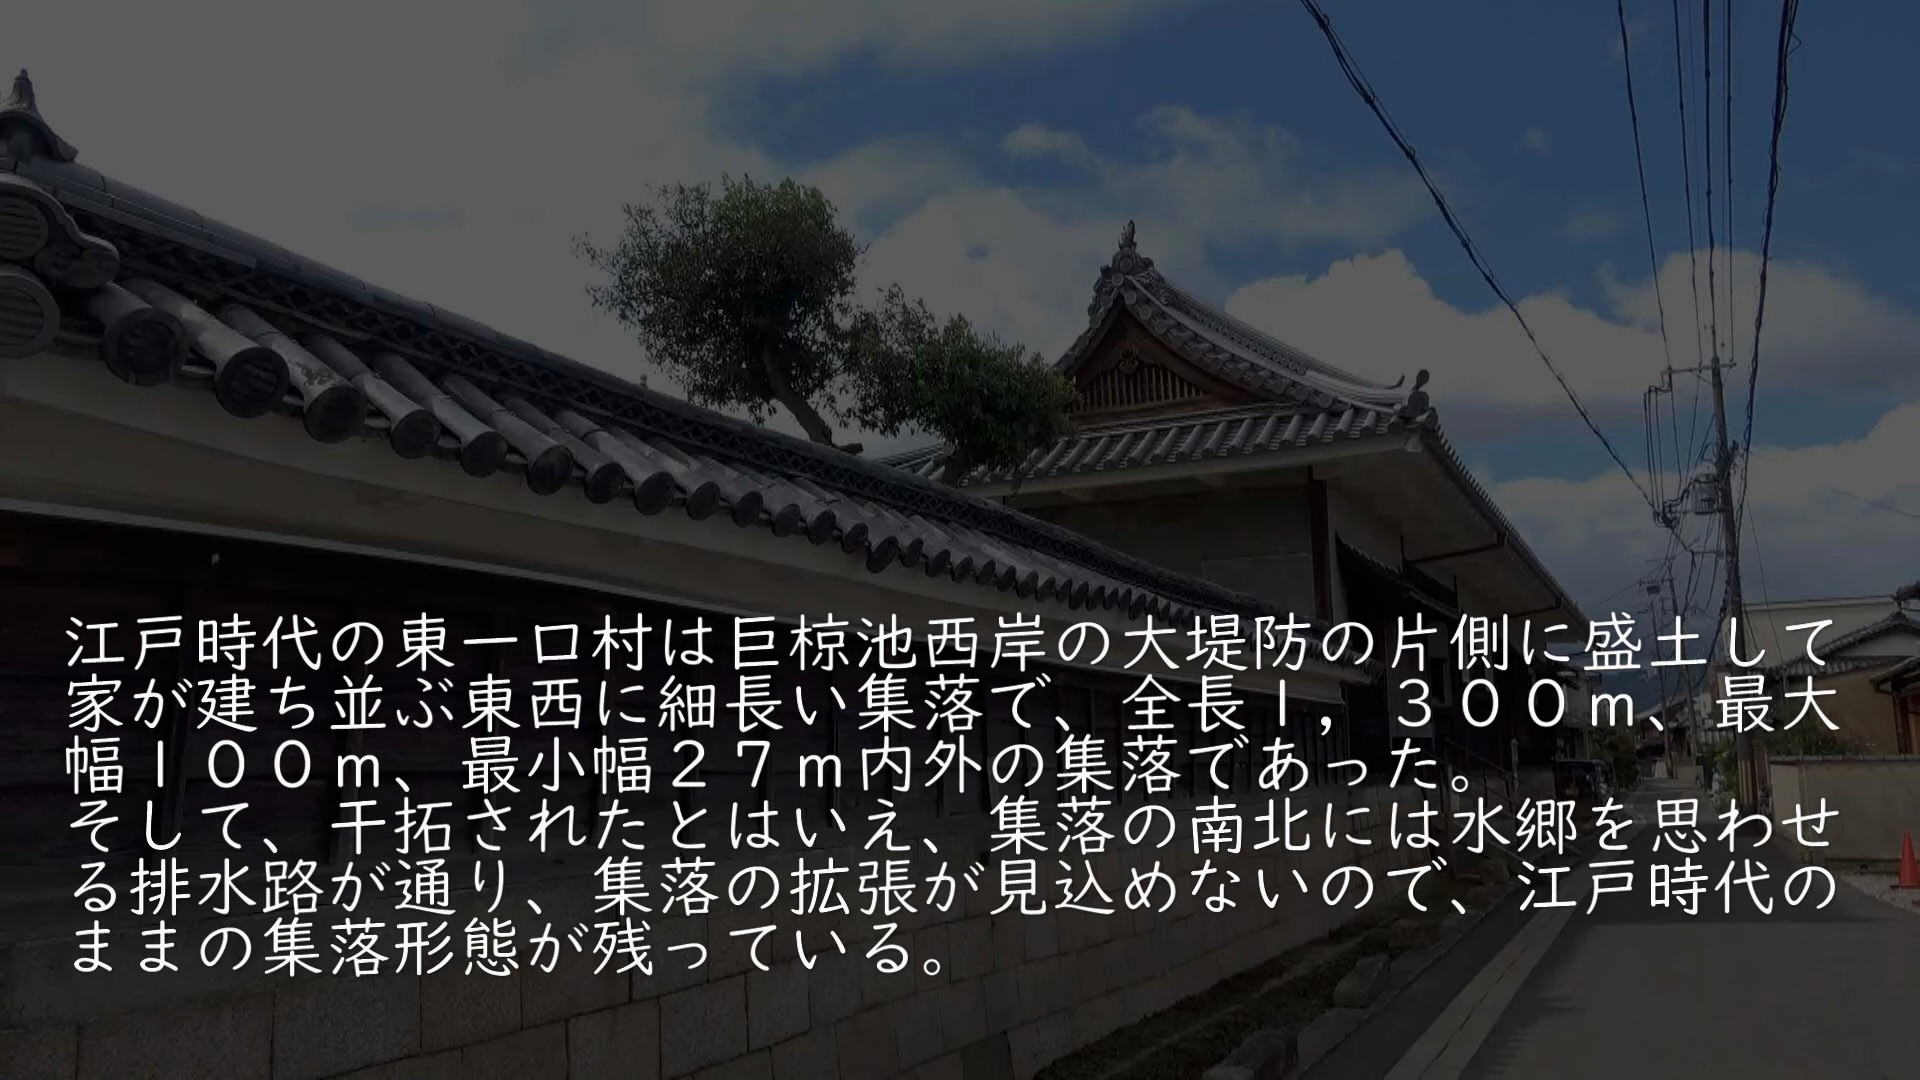 江戸時代の東一口村は巨椋池西岸の大堤防の片側に盛土して
家が建ち並ぶ東西に細長い集落で、全長１，３００ｍ、最大
幅１００ｍ、最小幅２７ｍ内外の集落であった。
そして、干拓されたとはいえ、集落の南北には水郷を思わせ
る排水路が通り、集落の拡張が見込めないので、江戸時代の
ままの集落形態が残っている。